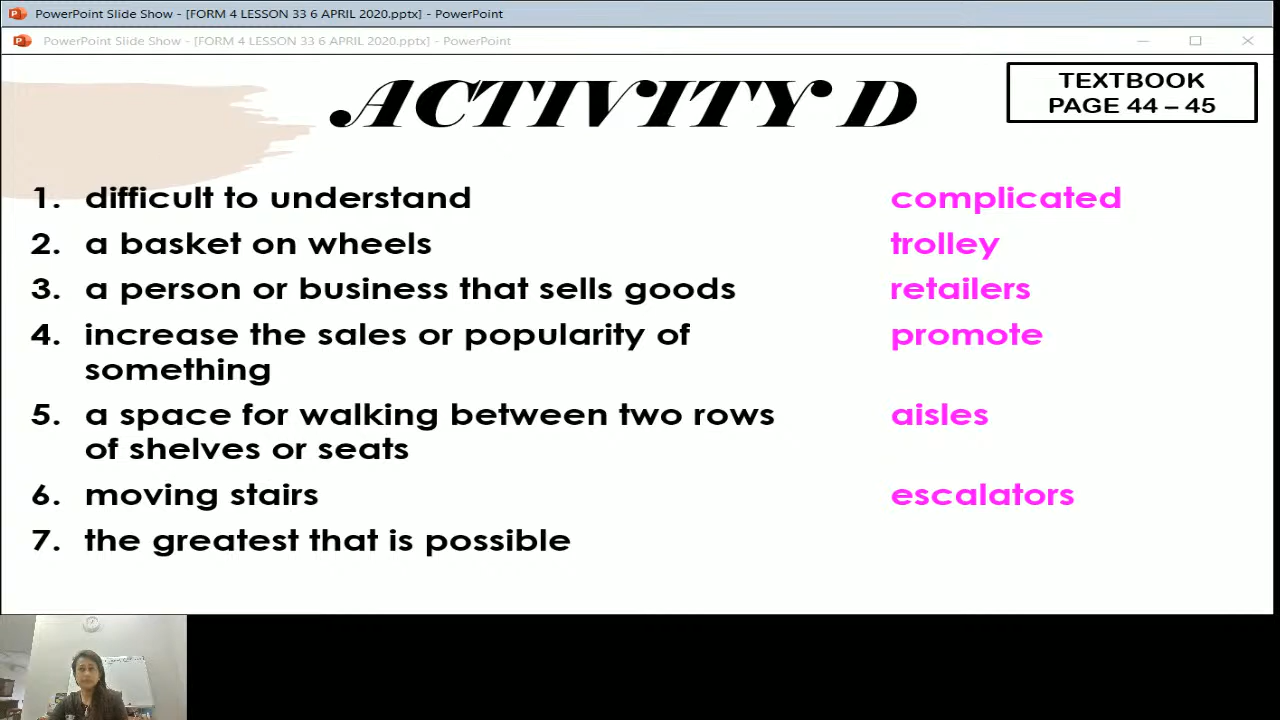 PowerPoint Slide Show - [FORM 4 LESSON 33 6 APRIL 2020.pptx] - PowerPoint
PowerPoint Slide Show - [FORM 4 LESSON 33 6 APRIL 2020.pptx] - PowerPoint
ACTIVITY D
TEXTBOOK
PAGE 44 – 45
1. difficult to understand complicated
2. a basket on wheels trolley
3. a person or business that sells goods retailers
4. increase the sales or popularity of promote
something
5. a space for walking between two rows aisles
of shelves or seats
6. moving stairs escalators
7. the greatest that is possible